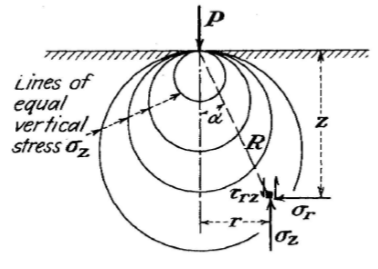 P
Lines of
equal
vertical
stress σz
α
R
z
τrz
σr
r
σz